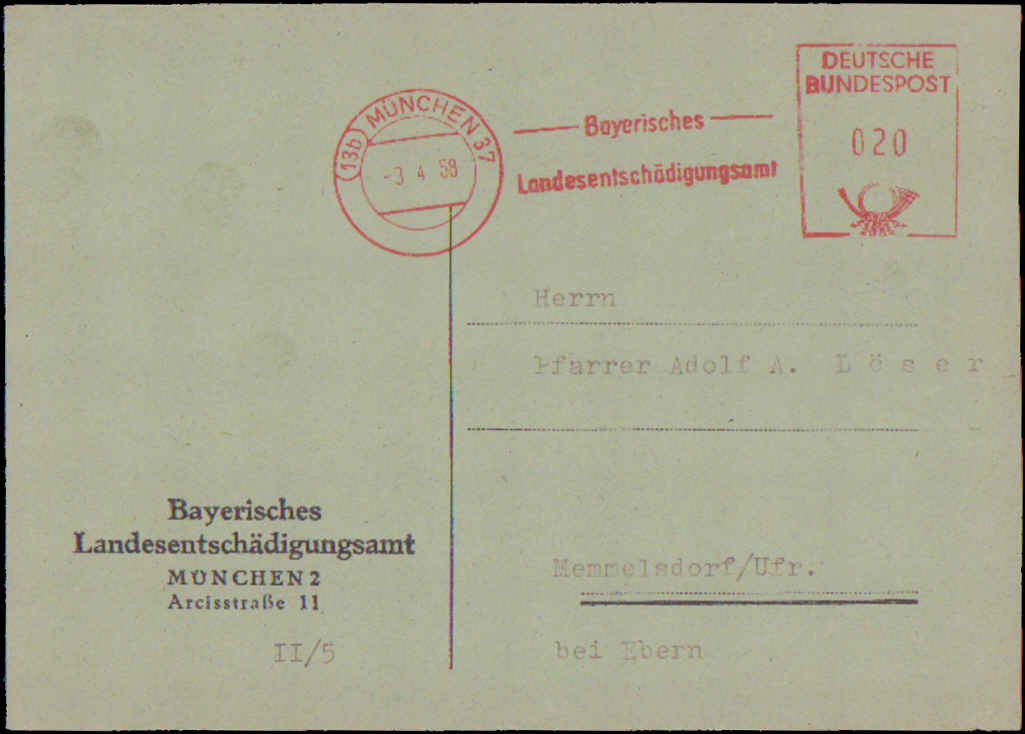 DEUTSCHE
BUNDESPOST
020
(13b) MÜNCHEN 37
-3 4 58
Bayerisches
Landesentschädigungsamt
Herrn
Pfarrer Adolf A. Löser
Bayerisches
Landesentschädigungsamt
MÜNCHEN 2
Arcisstraße 11
II/5
Memmelsdorf/Ufr.
bei Ebern